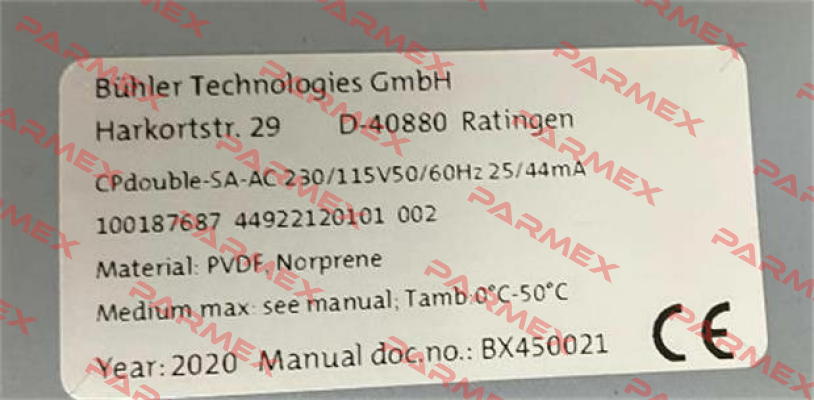 Bühler Technologies GmbH
Harkortstr. 29 D-40880 Ratingen
CPdouble-SA-AC 230/115V50/60Hz 25/44mA
100187687 44922120101 002
Material: PVDF, Norprene
Medium max: see manual; Tamb:0°C-50°C
Year: 2020 Manual doc.no.: BX450021
CE
PARMEX